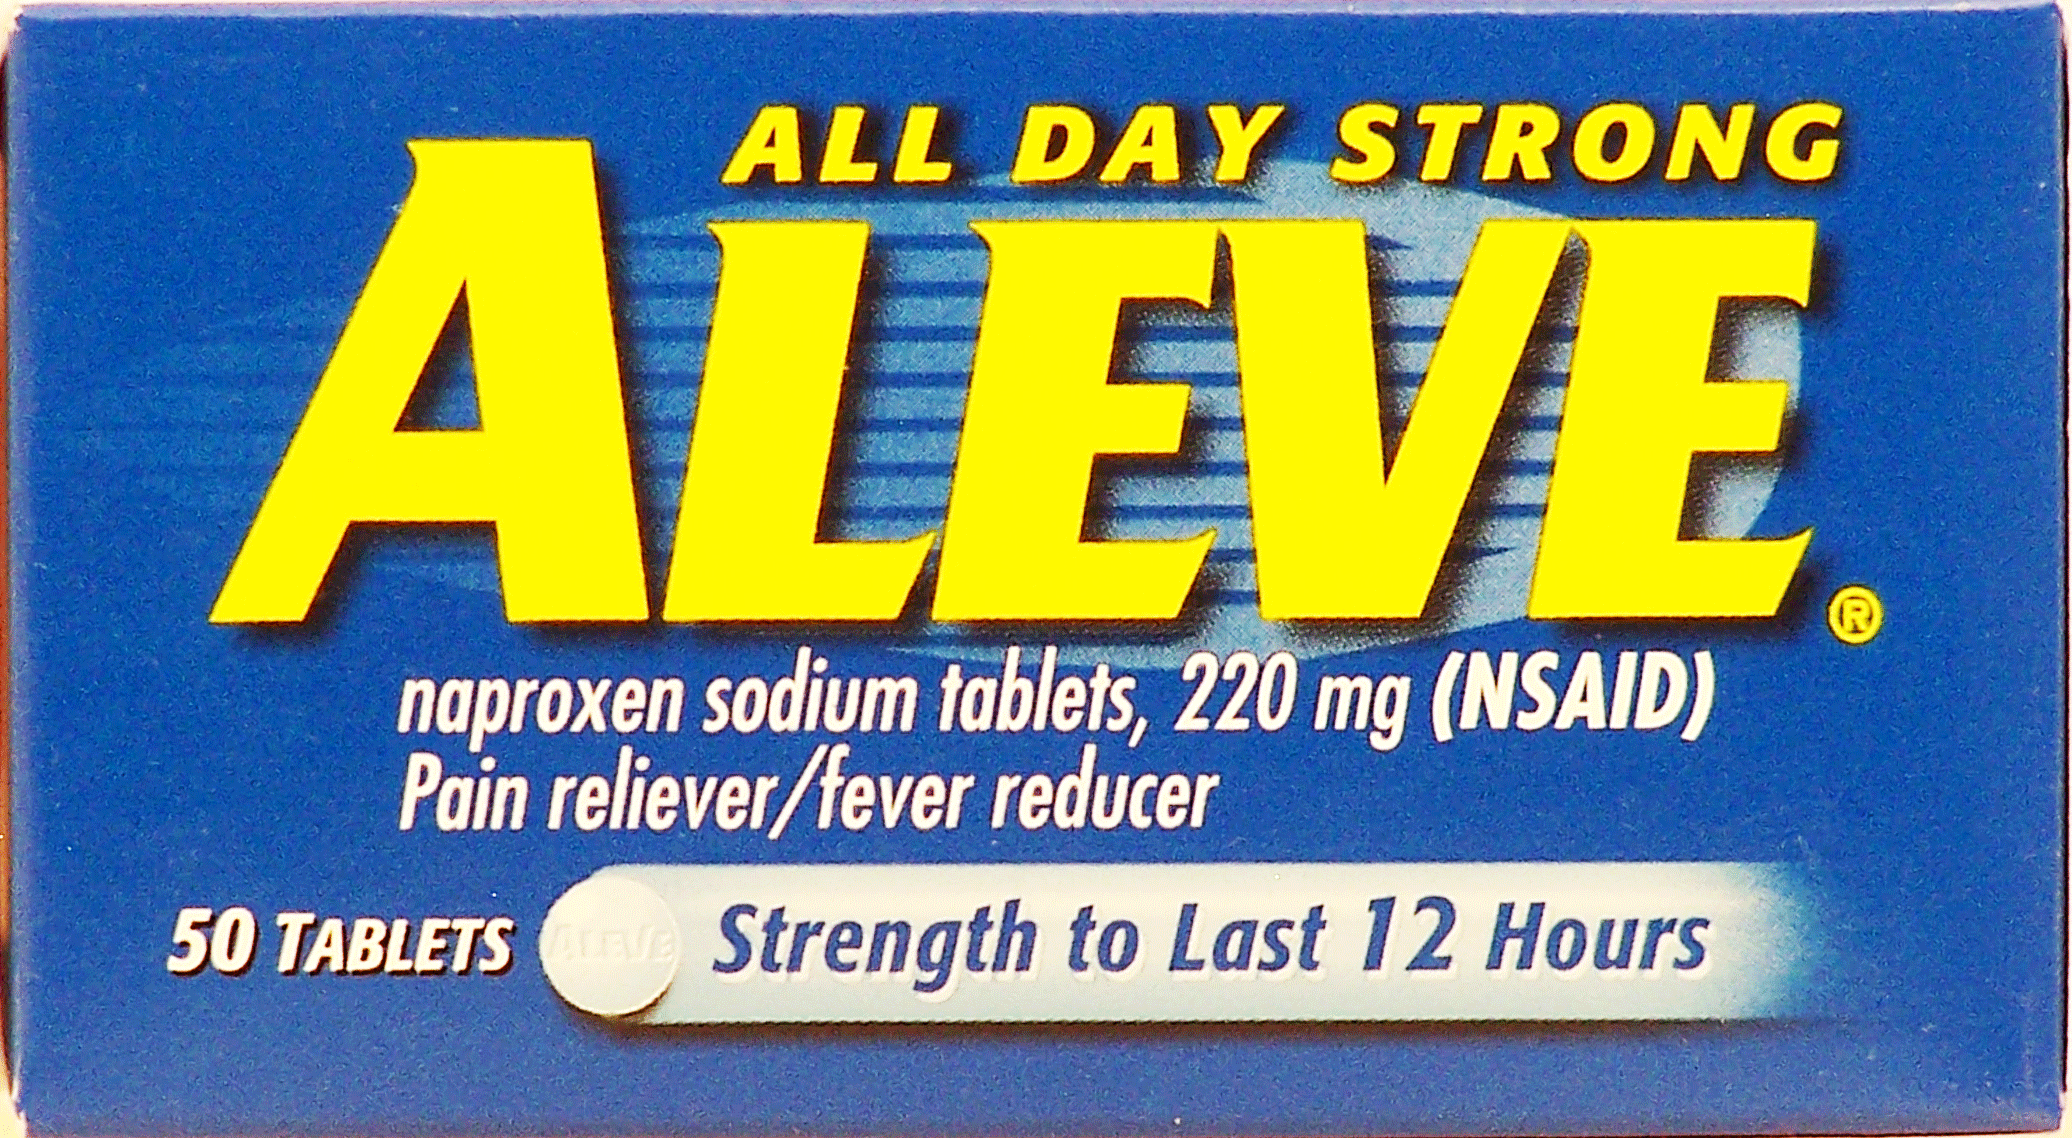 ALL DAY STRONG
ALEVE®
naproxen sodium tablets, 220 mg (NSAID)
Pain reliever/fever reducer
50 TABLETS ALEVE Strength to Last 12 Hours